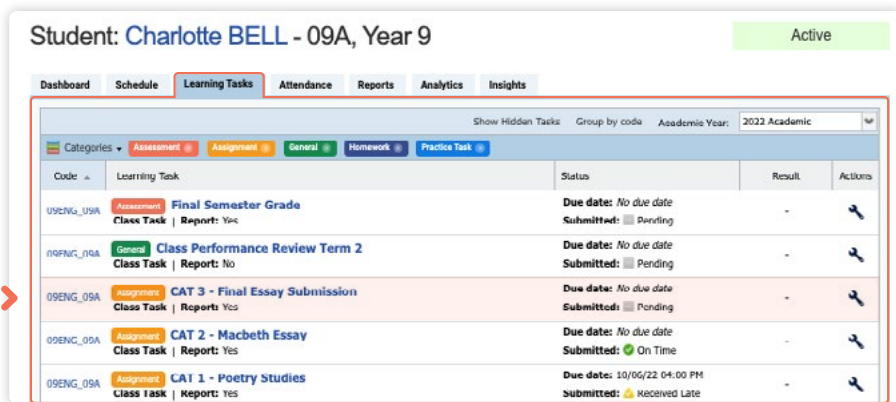 Student: Charlotte BELL - 09A, Year 9
Active
Dashboard Schedule Learning Tasks Attendance Reports Analytics Insights
Show Hidden Tasks Group by code Academic Year: 2022 Academic
Categories Assessment Assignment General Homework Practice Task
Code Learning Task Status Result Actions
09ENG_09A Assessment Final Semester Grade Due date: No due date -
Class Task | Report: Yes Submitted: Pending
09ENG_09A General Class Performance Review Term 2 Due date: No due date -
Class Task | Report: No Submitted: Pending
09ENG_09A Assignment CAT 3 - Final Essay Submission Due date: No due date -
Class Task | Report: Yes Submitted: Pending
09ENG_09A Assignment CAT 2 - Macbeth Essay Due date: No due date -
Class Task | Report: Yes Submitted: On Time
09ENG_09A Assignment CAT 1 - Poetry Studies Due date: 10/06/22 04:00 PM -
Class Task | Report: Yes Submitted: Received Late